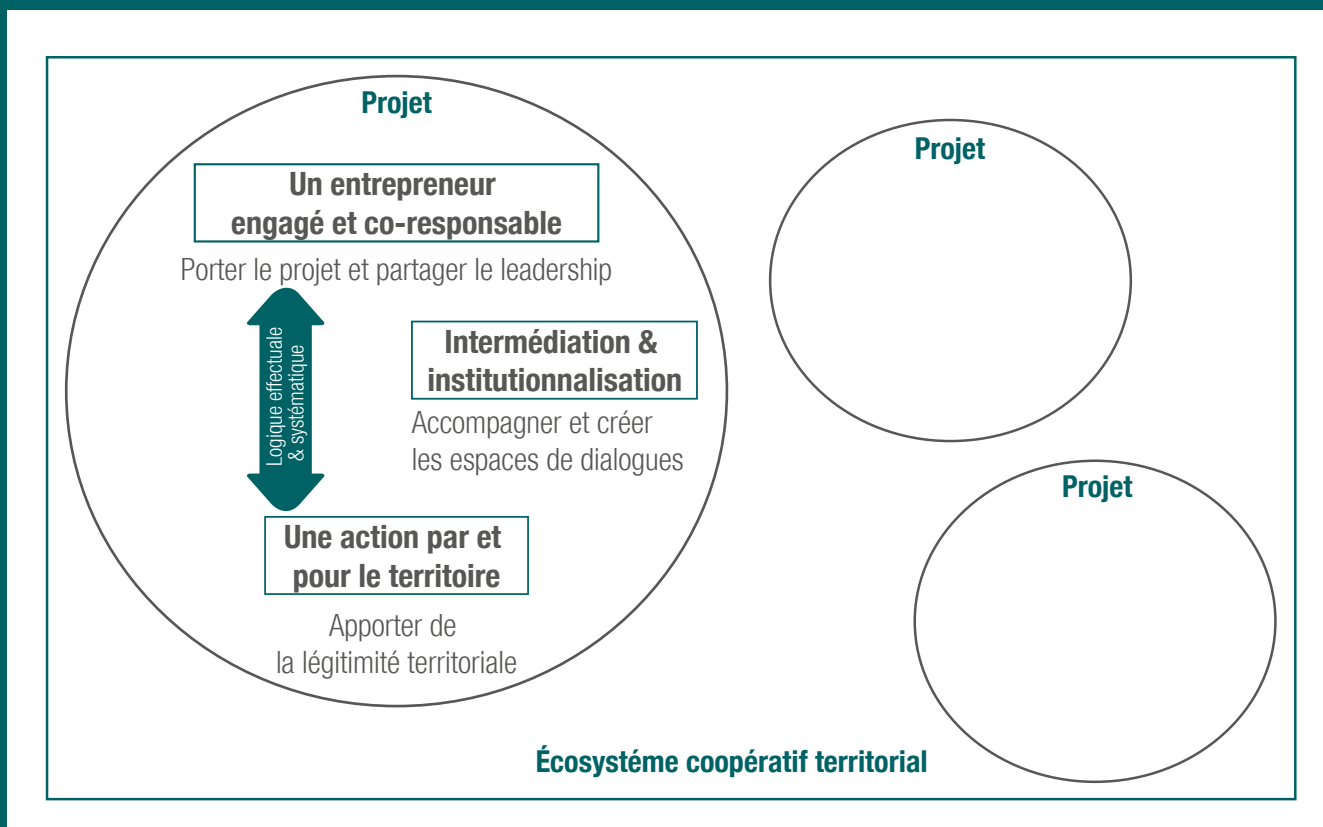 Projet
Un entrepreneur
engagé et co-responsable
Porter le projet et partager le leadership
Logique effectuale
& systématique
Intermédiation &
institutionnalisation
Accompagner et créer
les espaces de dialogues
Une action par et
pour le territoire
Apporter de
la légitimité territoriale
Projet
Projet
Écosystéme coopératif territorial